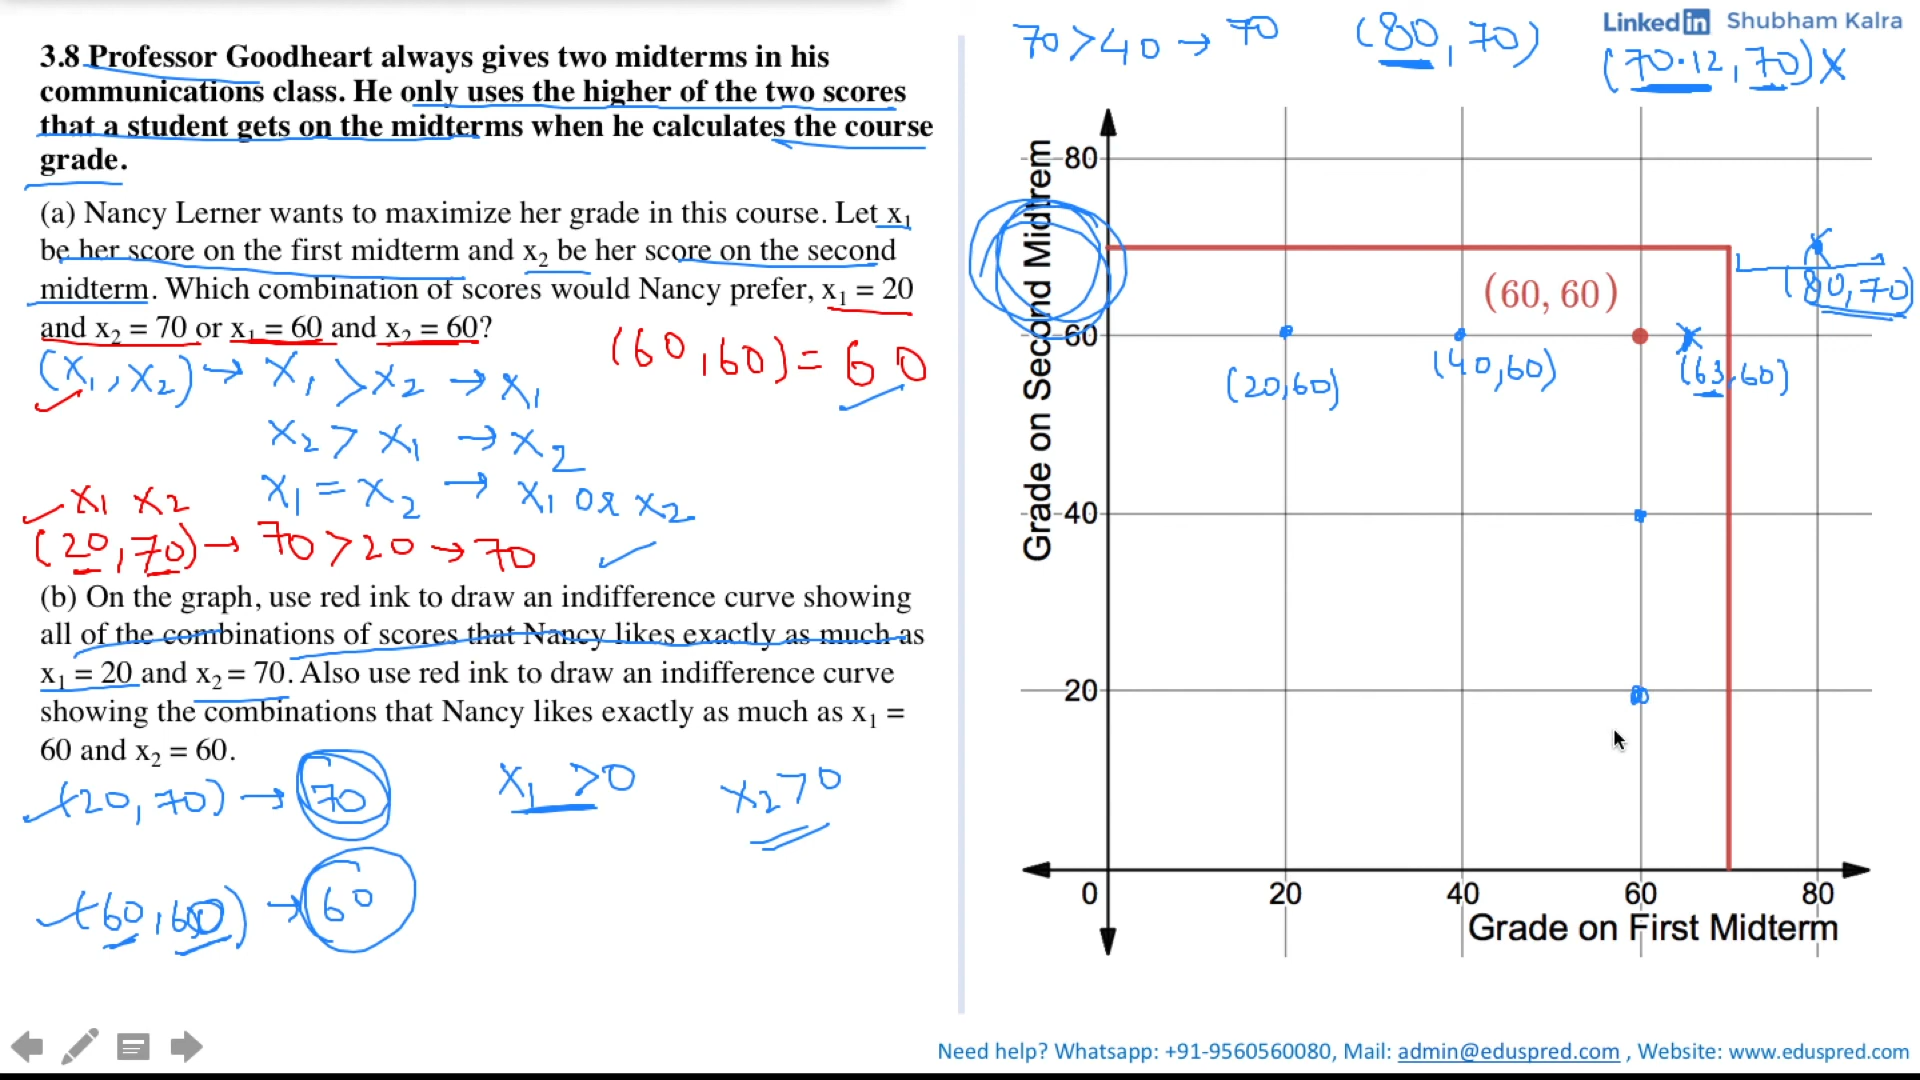 3.8 Professor Goodheart always gives two midterms in his
communications class. He only uses the higher of the two scores
that a student gets on the midterms when he calculates the course
grade.
(a) Nancy Lerner wants to maximize her grade in this course. Let x₁
be her score on the first midterm and x₂ be her score on the second
midterm. Which combination of scores would Nancy prefer, x₁ = 20
and x₂ = 70 or x₁ = 60 and x₂ = 60?
(60,60) = 60
(x₁, x₂) → x₁ > x₂ → x₁
x₂ > x₁ → x₂
x₁ = x₂ → x₁ or x₂
x₁ x₂
(20,70) → 70 > 20 → 70
(b) On the graph, use red ink to draw an indifference curve showing
all of the combinations of scores that Nancy likes exactly as much as
x₁ = 20 and x₂ = 70. Also use red ink to draw an indifference curve
showing the combinations that Nancy likes exactly as much as x₁ =
60 and x₂ = 60.
(20, 70) → 70 x₁ > 0 x₂ > 0
(60,60) → 60
70 > 40 → 70 (80, 70)
Linked in Shubham Kalra
(70.12, 70) X
Grade on Second Midtrem
80
(60, 60)
(80,70)
60
(20,60)
(40,60)
(63,60)
40
20
0 20 40 60 80
Grade on First Midterm
Need help? Whatsapp: +91-9560560080, Mail: admin@eduspred.com , Website: www.eduspred.com